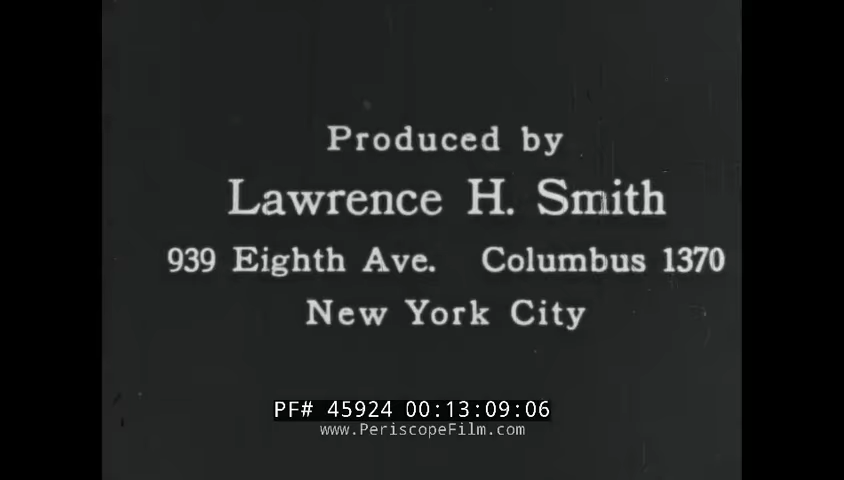 Produced by
Lawrence H. Smith
939 Eighth Ave. Columbus 1370
New York City
PF# 45924 00:13:09:06
www.PeriscopeFilm.com